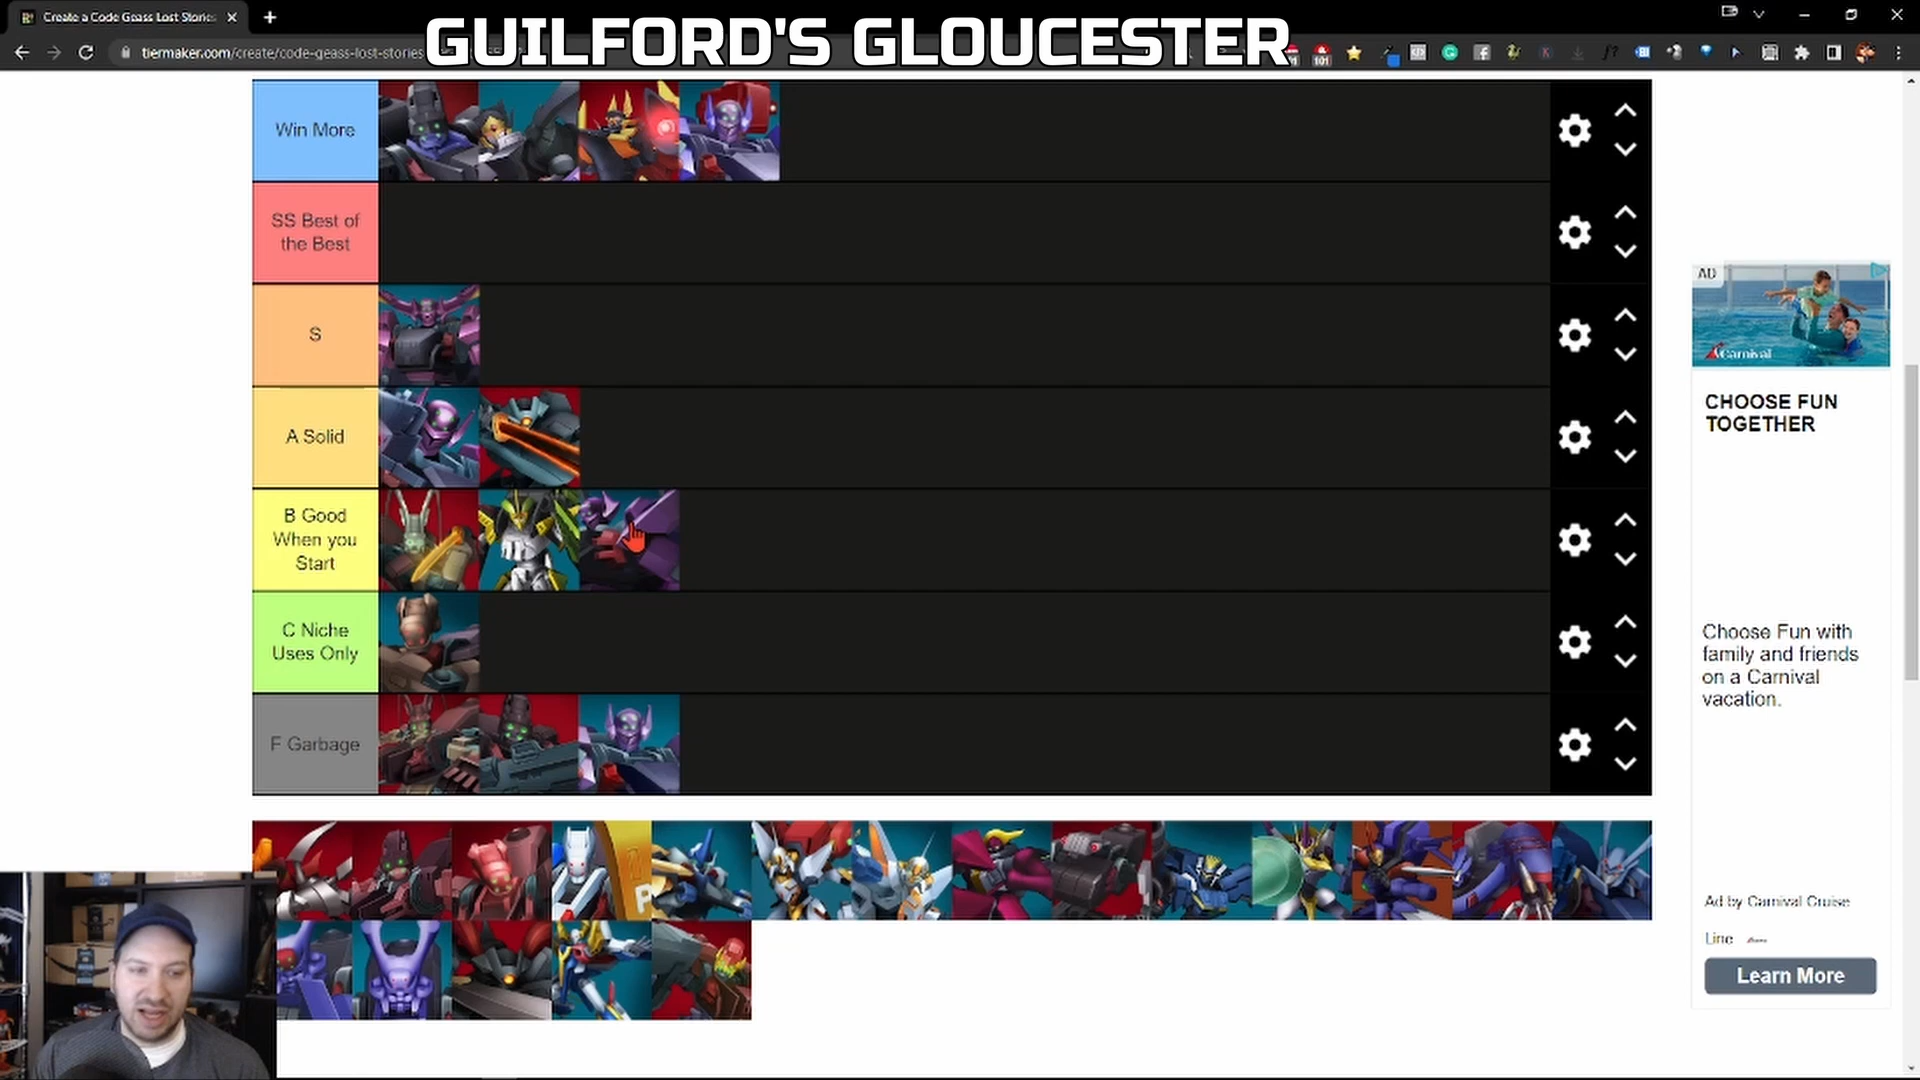 Create a Code Geass Lost Stories
GUILFORD'S GLOUCESTER
tiermaker.com/create/code-geass-lost-stories
101
Win More
SS Best of
the Best
S
A Solid
B Good
When you
Start
C Niche
Uses Only
F Garbage
AD
Carnival
CHOOSE FUN
TOGETHER
Choose Fun with
family and friends
on a Carnival
vacation.
Ad by Carnival Cruise
Line
Learn More